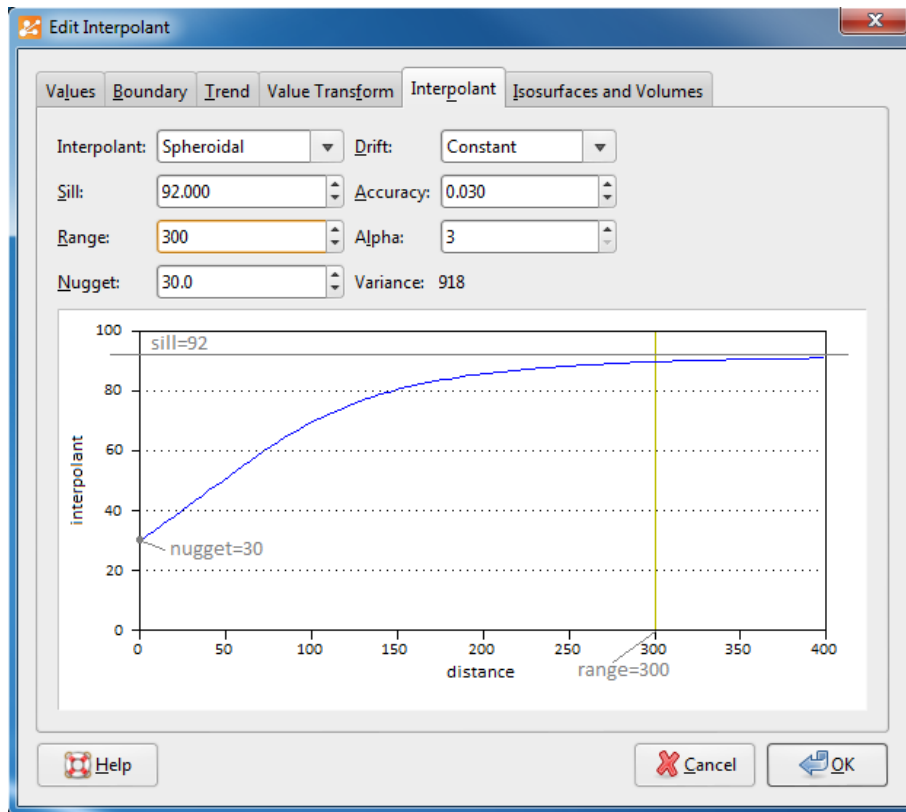 Edit Interpolant
Values Boundary Trend Value Transform Interpolant Isosurfaces and Volumes
Interpolant: Spheroidal Drift: Constant
Sill: 92.000 Accuracy: 0.030
Range: 300 Alpha: 3
Nugget: 30.0 Variance: 918
100
sill=92
80
60
40
nugget=30
20
0
interpolant
0 50 100 150 200 250 300 350 400
distance
range=300
Help Cancel OK